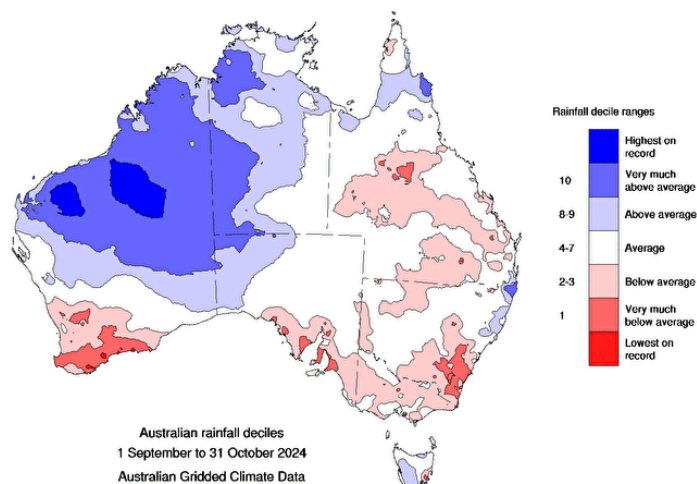 Rainfall decile ranges
Highest on
record
10
Very much
above average
8-9
Above average
4-7
Average
2-3
Below average
1
Very much
below average
Lowest on
record
Australian rainfall deciles
1 September to 31 October 2024
Australian Gridded Climate Data